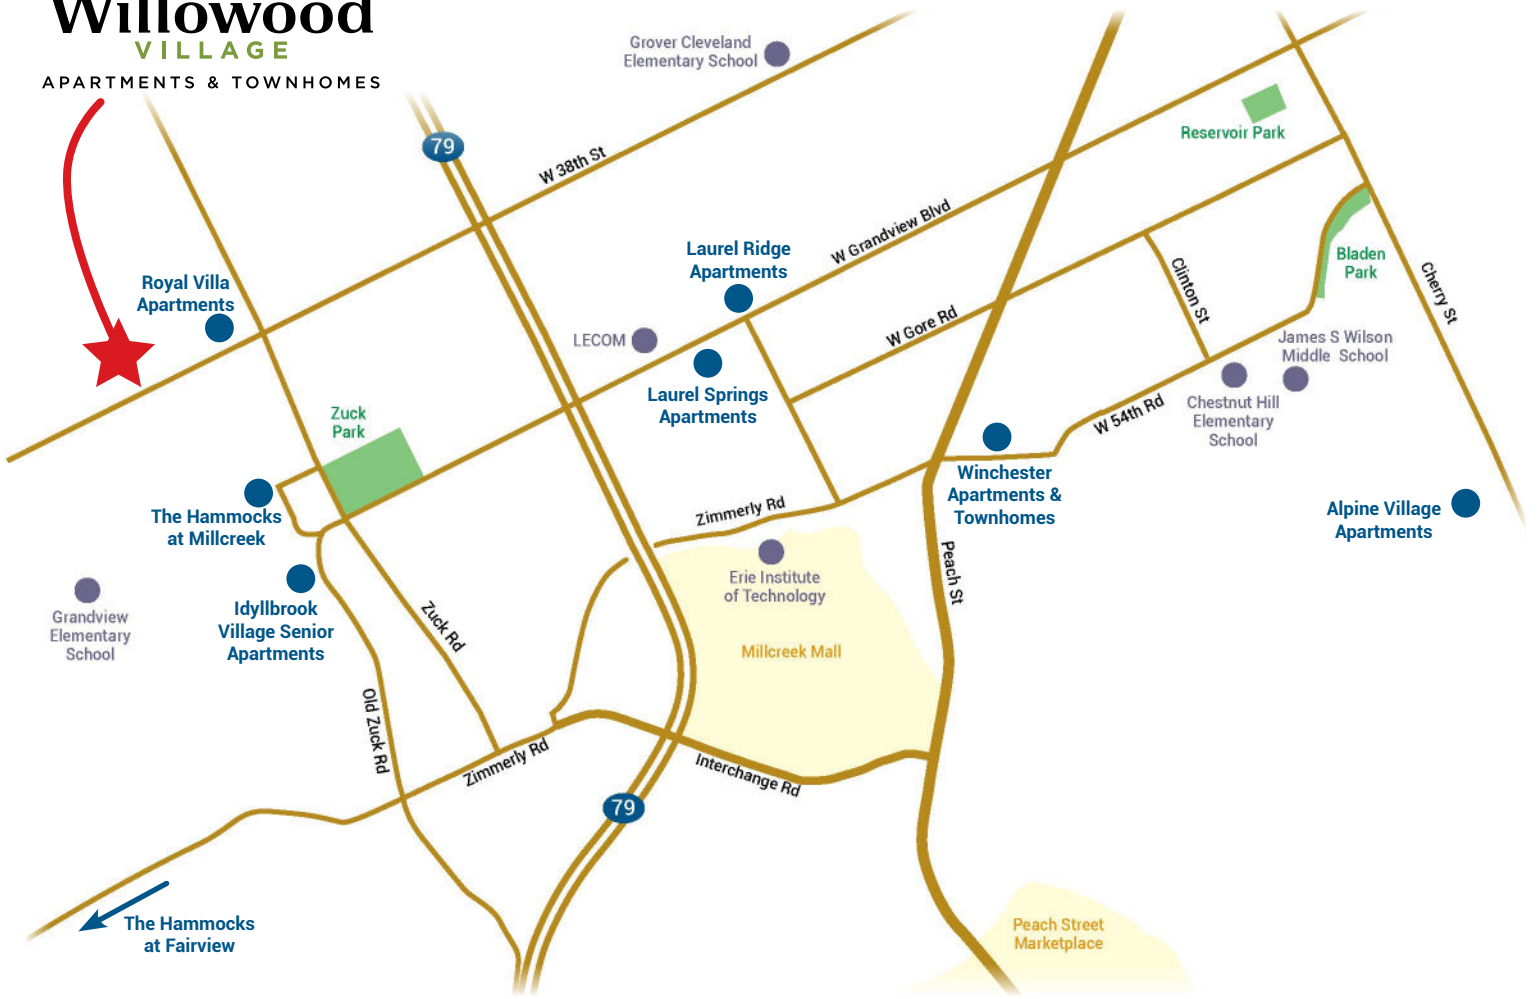 Willowood
VILLAGE
APARTMENTS & TOWNHOMES
Grover Cleveland
Elementary School
79
W 38th St
Reservoir Park
W Grandview Blvd
Laurel Ridge
Apartments
Royal Villa
Apartments
Bladen
Park
Clinton St
Cherry St
LECOM
W Gore Rd
James S Wilson
Middle School
Laurel Springs
Apartments
Chestnut Hill
Elementary
School
W 54th Rd
Zuck
Park
Winchester
Apartments &
Townhomes
The Hammocks
at Millcreek
Zimmerly Rd
Alpine Village
Apartments
Erie Institute
of Technology
Peach St
Grandview
Elementary
School
Idyllbrook
Village Senior
Apartments
Zuck Rd
Millcreek Mall
Old Zuck Rd
Zimmerly Rd
Interchange Rd
79
The Hammocks
at Fairview
Peach Street
Marketplace